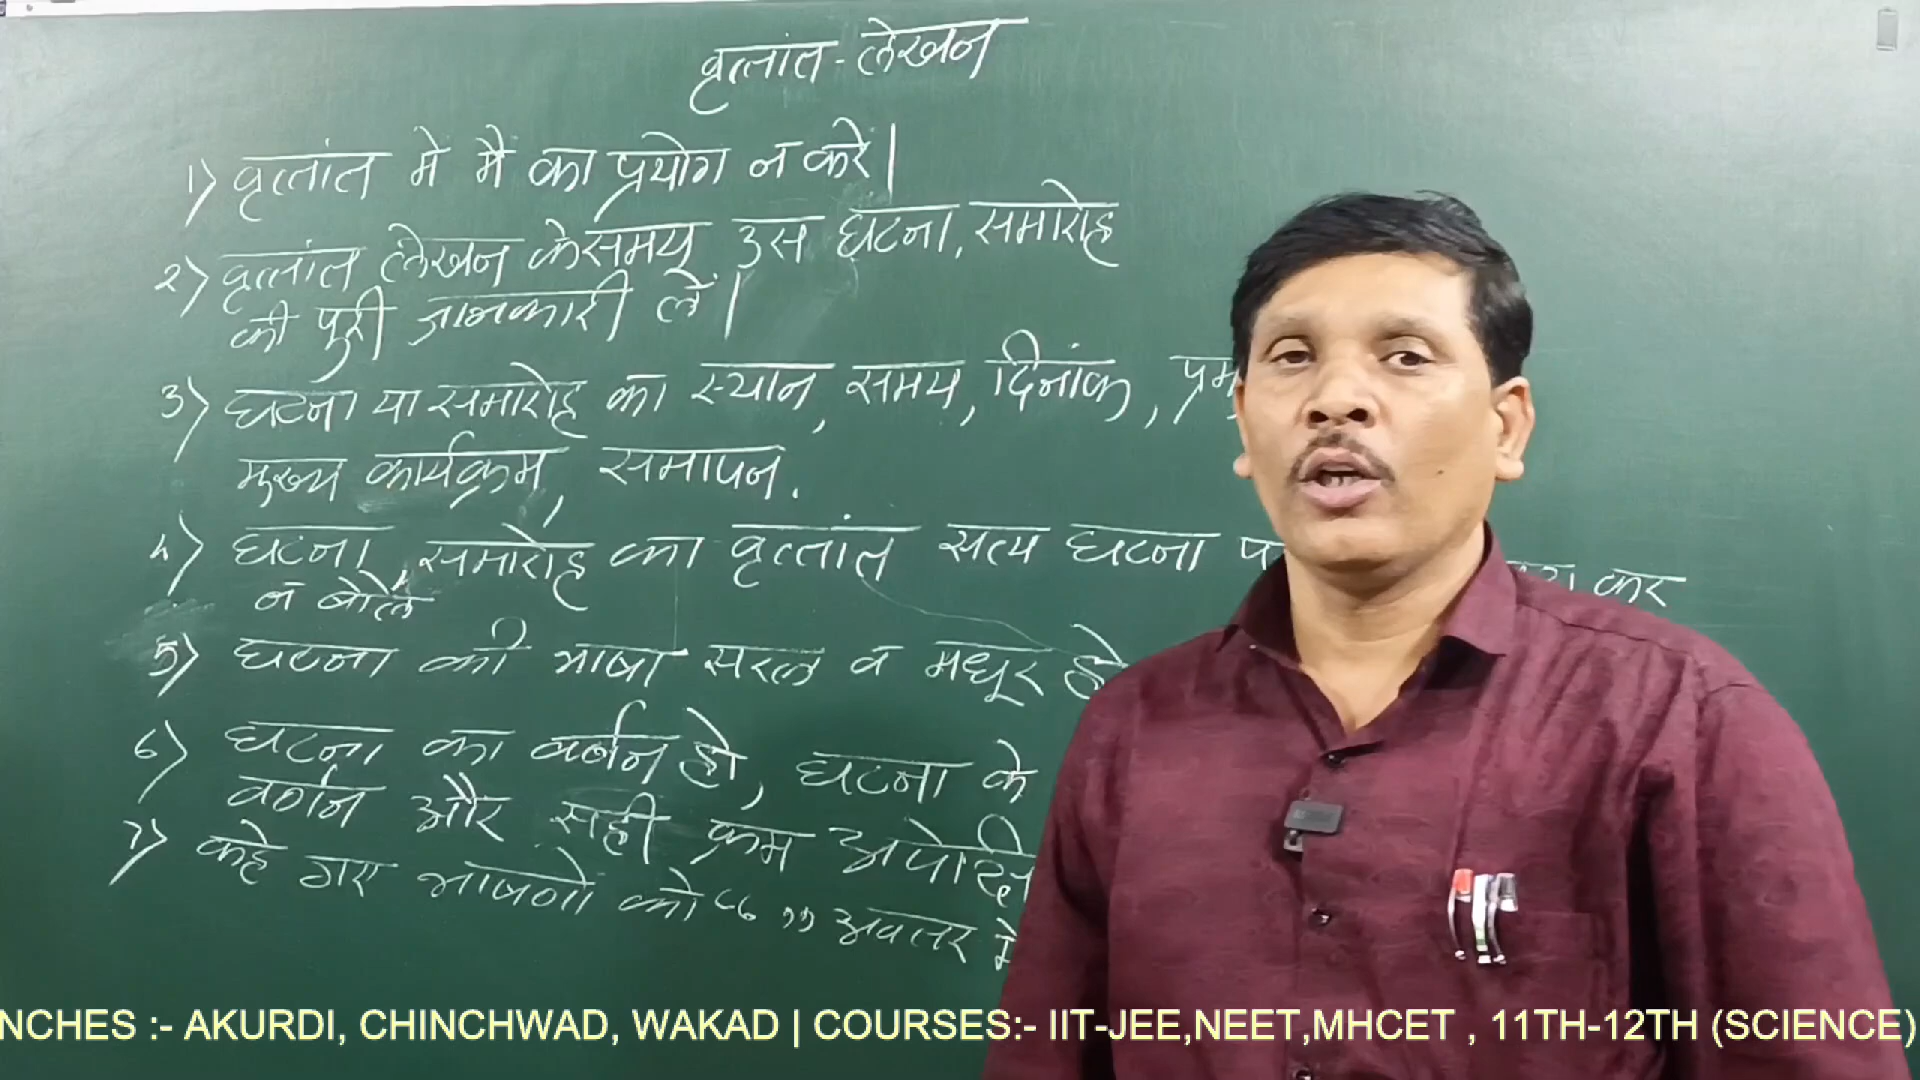 वृत्तांत-लेखन
1) वृत्तांत मे मै का प्रयोग न करे।
2) वृत्तांत लेखन के समय उस घटना, समारोह
की पुरी जानकारी लें।
3) घटना या समारोह का स्थान, समय, दिनांक,
मुख्य कार्यक्रम, समापन.
4) घटना, समारोह का वृत्तांत सत्य घटना कर
न बोले
5) घटना की भाषा सरल व मधूर हो
6) घटना का वर्णन हो, घटना के
वर्णन और सही क्रम
7) कहे गए भाषणो को “ ” अवतर
NCHES :- AKURDI, CHINCHWAD, WAKAD | COURSES:- IIT-JEE,NEET,MHCET , 11TH-12TH (SCIENCE)